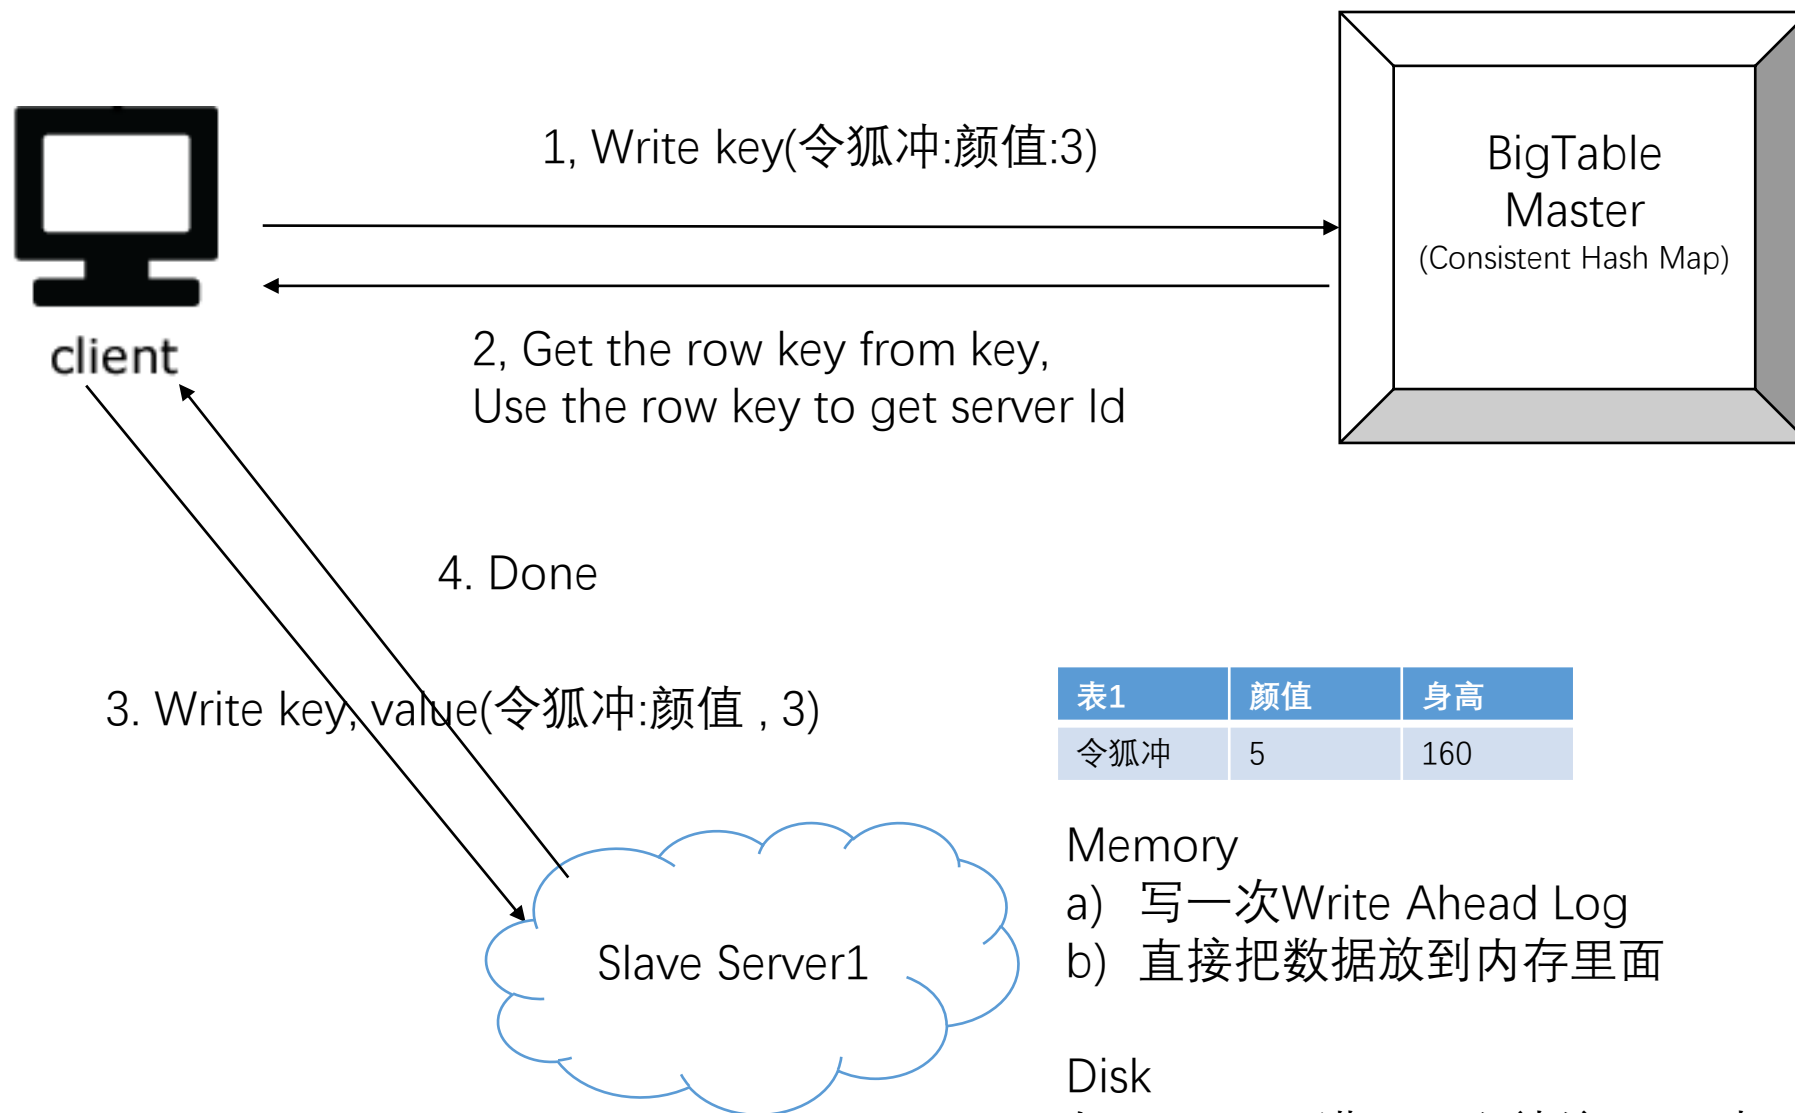 1, Write key(令狐冲:颜值:3)
BigTable
Master
(Consistent Hash Map)
client
2, Get the row key from key,
Use the row key to get server Id
4. Done
3. Write key, value(令狐冲:颜值 , 3)
表1 颜值 身高
令狐冲 5 160
Slave Server1
Memory
a) 写一次Write Ahead Log
b) 直接把数据放到内存里面
Disk